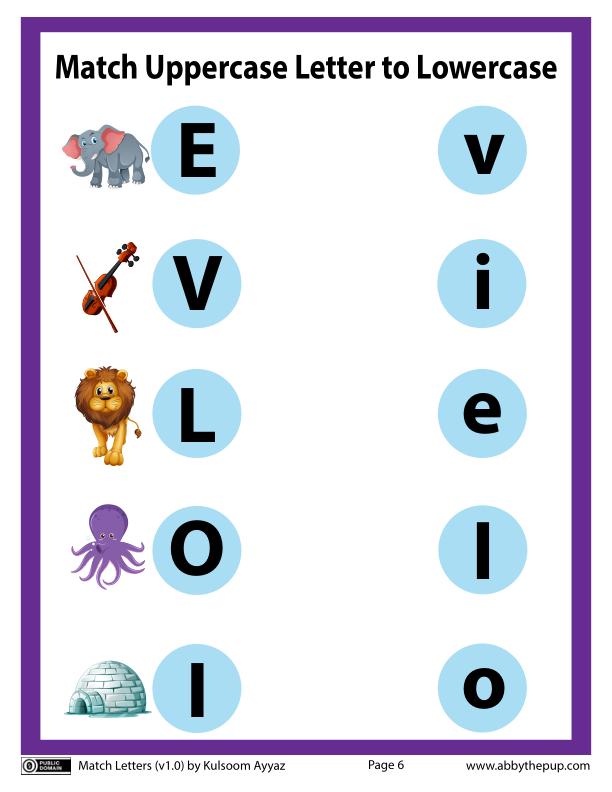 Match Uppercase Letter to Lowercase
E v
V i
L e
O l
I o
PUBLIC DOMAIN Match Letters (v1.0) by Kulsoom Ayyaz Page 6 www.abbythepup.com